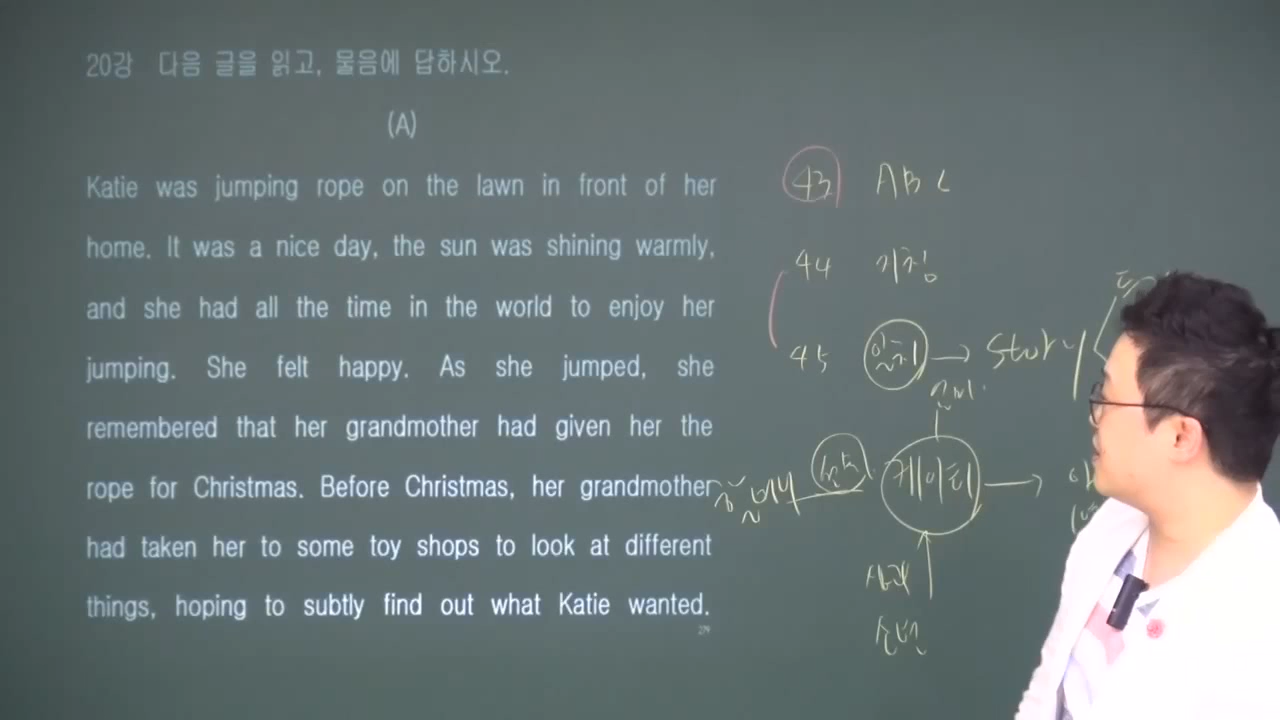 20강 다음 글을 읽고, 물음에 답하시오.
(A)
Katie was jumping rope on the lawn in front of her
home. It was a nice day, the sun was shining warmly,
and she had all the time in the world to enjoy her
jumping. She felt happy. As she jumped, she
remembered that her grandmother had given her the
rope for Christmas. Before Christmas, her grandmother
had taken her to some toy shops to look at different
things, hoping to subtly find out what Katie wanted.
43 ABC
44 지칭
45 story
케이티